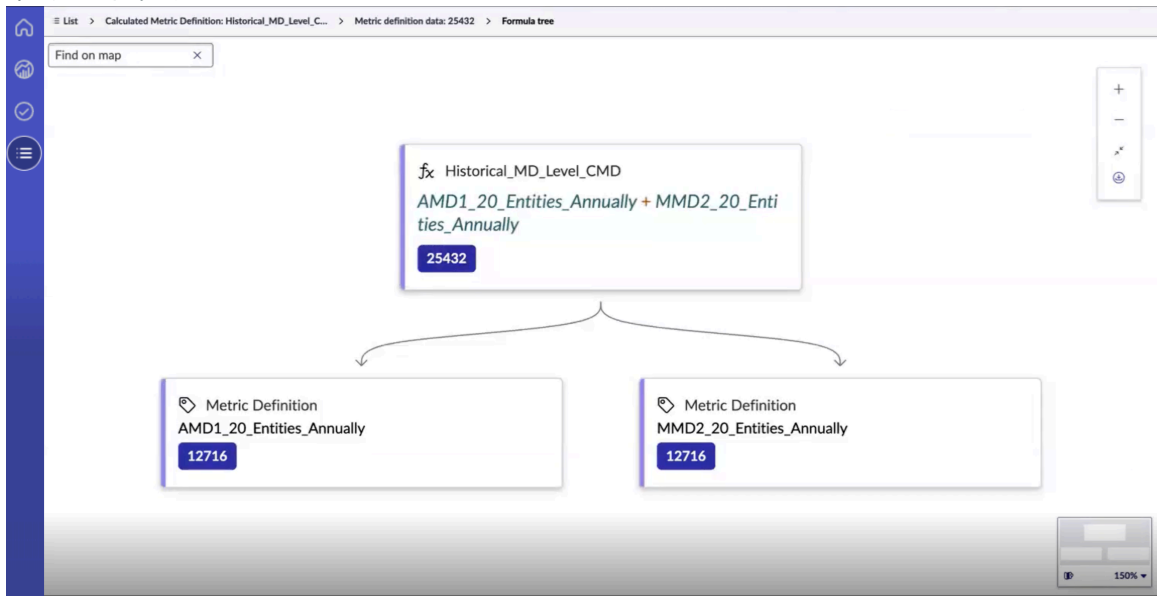 List > Calculated Metric Definition: Historical_MD_Level_C... > Metric definition data: 25432 > Formula tree
Find on map
fx Historical_MD_Level_CMD
AMD1_20_Entities_Annually + MMD2_20_Enti
ties_Annually
25432
Metric Definition
AMD1_20_Entities_Annually
12716
Metric Definition
MMD2_20_Entities_Annually
12716
150%